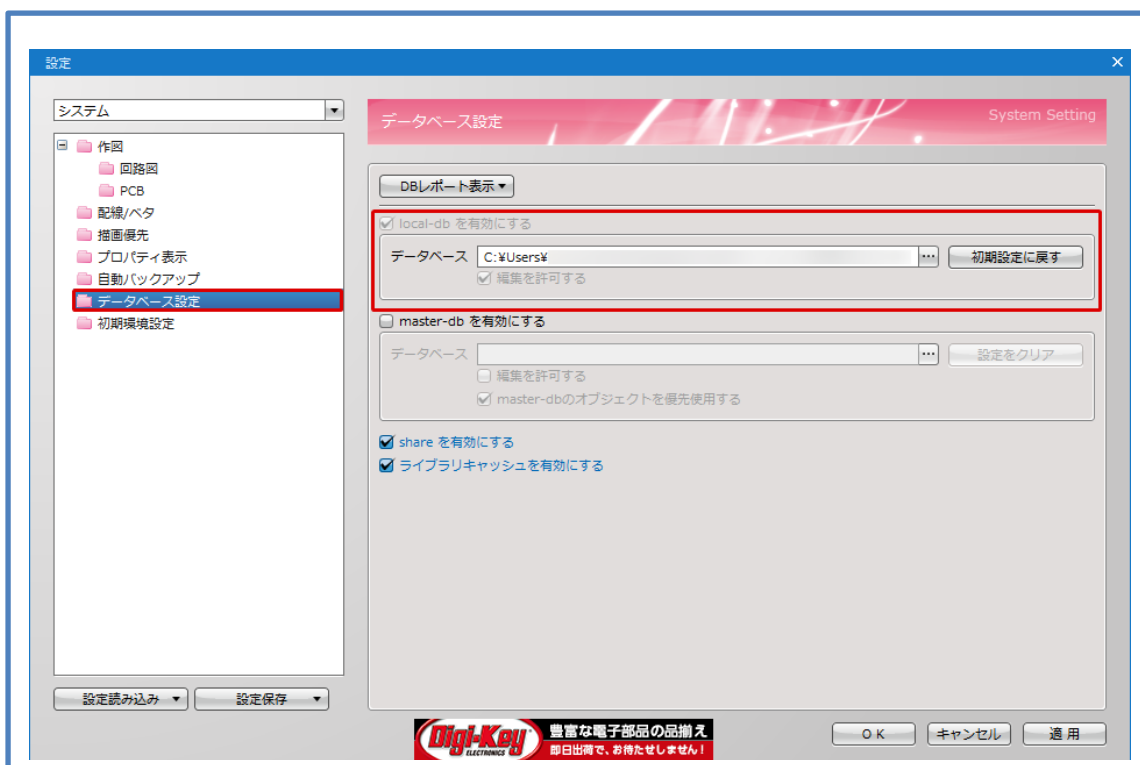 設定
システム
作図
回路図
PCB
配線/ベタ
描画優先
プロパティ表示
自動バックアップ
データベース設定
初期環境設定
設定読み込み
設定保存
データベース設定
System Setting
DBレポート表示
local-db を有効にする
データベース C:¥Users¥ ... 初期設定に戻す
編集を許可する
master-db を有効にする
データベース ... 設定をクリア
編集を許可する
master-dbのオブジェクトを優先使用する
share を有効にする
ライブラリキャッシュを有効にする
Digi-Key
ELECTRONICS
豊富な電子部品の品揃え
即日出荷で、お待たせしません!
OK キャンセル 適用